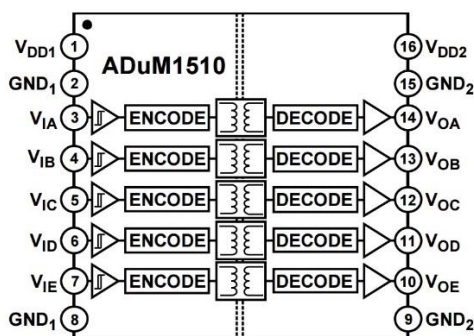 VDD1 1 ADuM1510 16 VDD2
GND1 2 15 GND2
VIA 3 ENCODE DECODE 14 VOA
VIB 4 ENCODE DECODE 13 VOB
VIC 5 ENCODE DECODE 12 VOC
VID 6 ENCODE DECODE 11 VOD
VIE 7 ENCODE DECODE 10 VOE
GND1 8 9 GND2